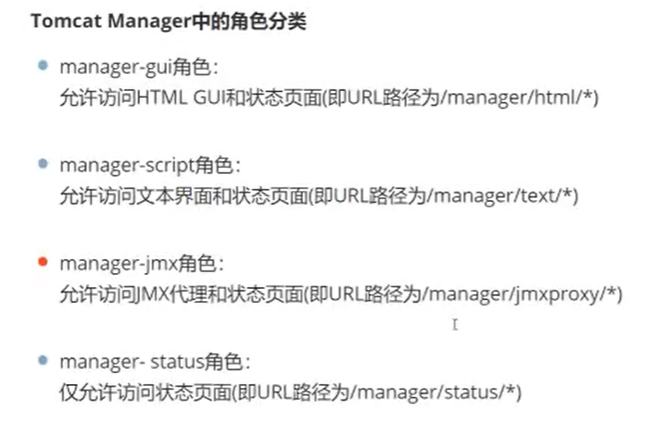 Tomcat Manager中的角色分类
manager-gui角色：
允许访问HTML GUI和状态页面(即URL路径为/manager/html/*)
manager-script角色：
允许访问文本界面和状态页面(即URL路径为/manager/text/*)
manager-jmx角色：
允许访问JMX代理和状态页面(即URL路径为/manager/jmxproxy/*)
manager- status角色：
仅允许访问状态页面(即URL路径为/manager/status/*)